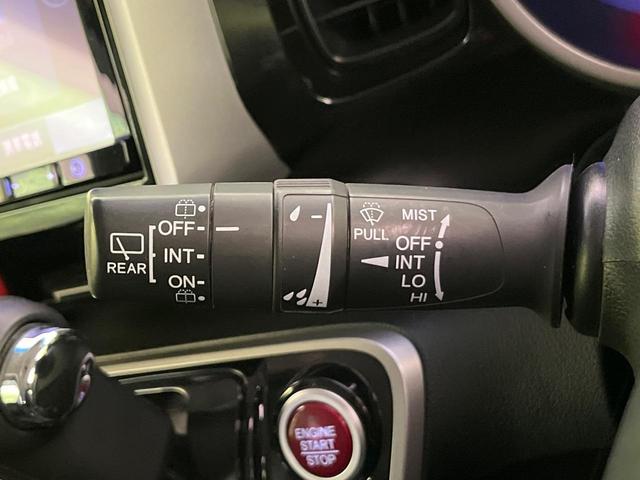 REAR
OFF
INT
ON
−
+
PULL
MIST
OFF
INT
LO
HI
ENGINE
START
STOP